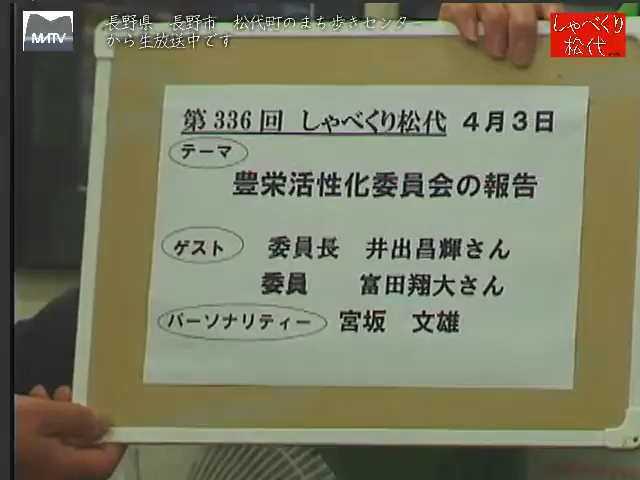 MATV
長野県　長野市　松代町のまち歩きセンター
から生放送中です
しゃべくり
松代
第336回 しゃべくり松代 4月3日
テーマ
豊栄活性化委員会の報告
ゲスト 委員長 井出昌輝さん
委員 富田翔大さん
パーソナリティー 宮坂 文雄